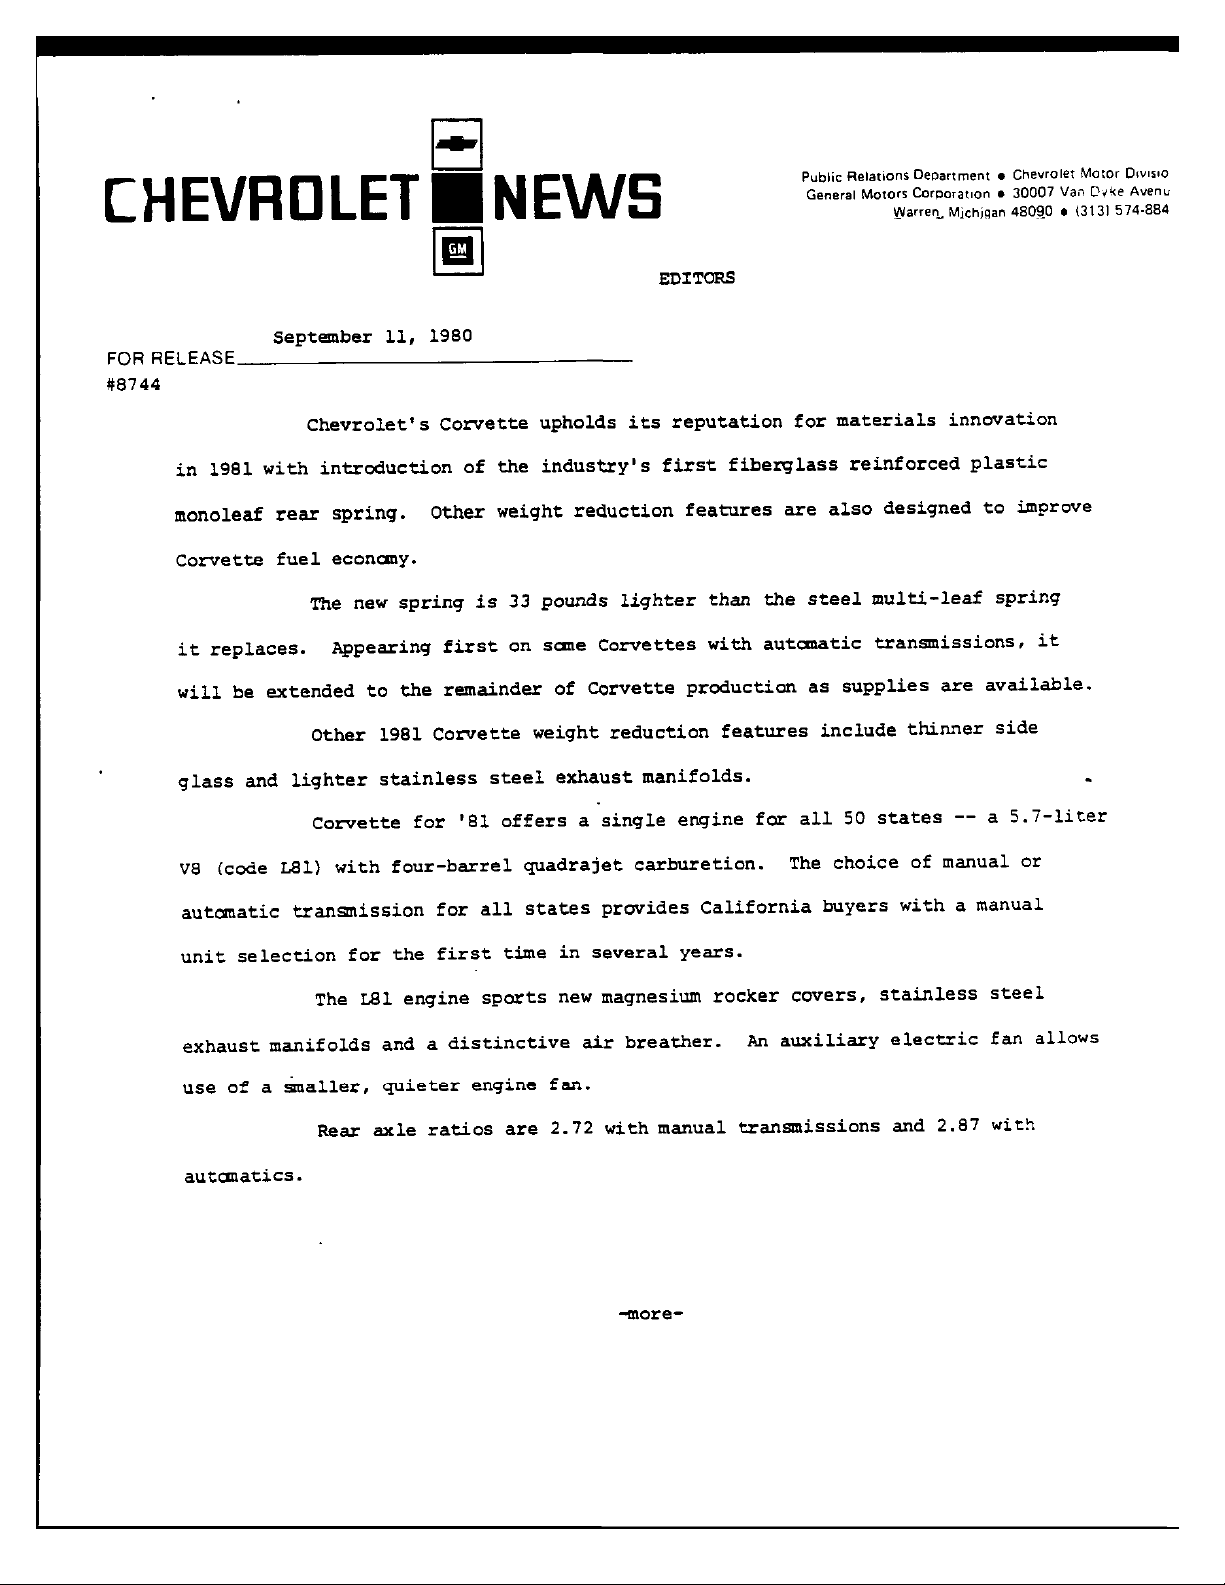 CHEVROLET NEWS
GM
Public Relations Department • Chevrolet Motor Divisio
General Motors Corporation • 30007 Van Dyke Avenu
Warren, Michigan 48090 • (313) 574-884
EDITORS
September 11, 1980
FOR RELEASE
#8744
Chevrolet's Corvette upholds its reputation for materials innovation
in 1981 with introduction of the industry's first fiberglass reinforced plastic
monoleaf rear spring. Other weight reduction features are also designed to improve
Corvette fuel economy.
The new spring is 33 pounds lighter than the steel multi-leaf spring
it replaces. Appearing first on some Corvettes with automatic transmissions, it
will be extended to the remainder of Corvette production as supplies are available.
Other 1981 Corvette weight reduction features include thinner side
glass and lighter stainless steel exhaust manifolds.
Corvette for '81 offers a single engine for all 50 states -- a 5.7-liter
V8 (code L81) with four-barrel quadrajet carburetion. The choice of manual or
automatic transmission for all states provides California buyers with a manual
unit selection for the first time in several years.
The L81 engine sports new magnesium rocker covers, stainless steel
exhaust manifolds and a distinctive air breather. An auxiliary electric fan allows
use of a smaller, quieter engine fan.
Rear axle ratios are 2.72 with manual transmissions and 2.87 with
automatics.
-more-